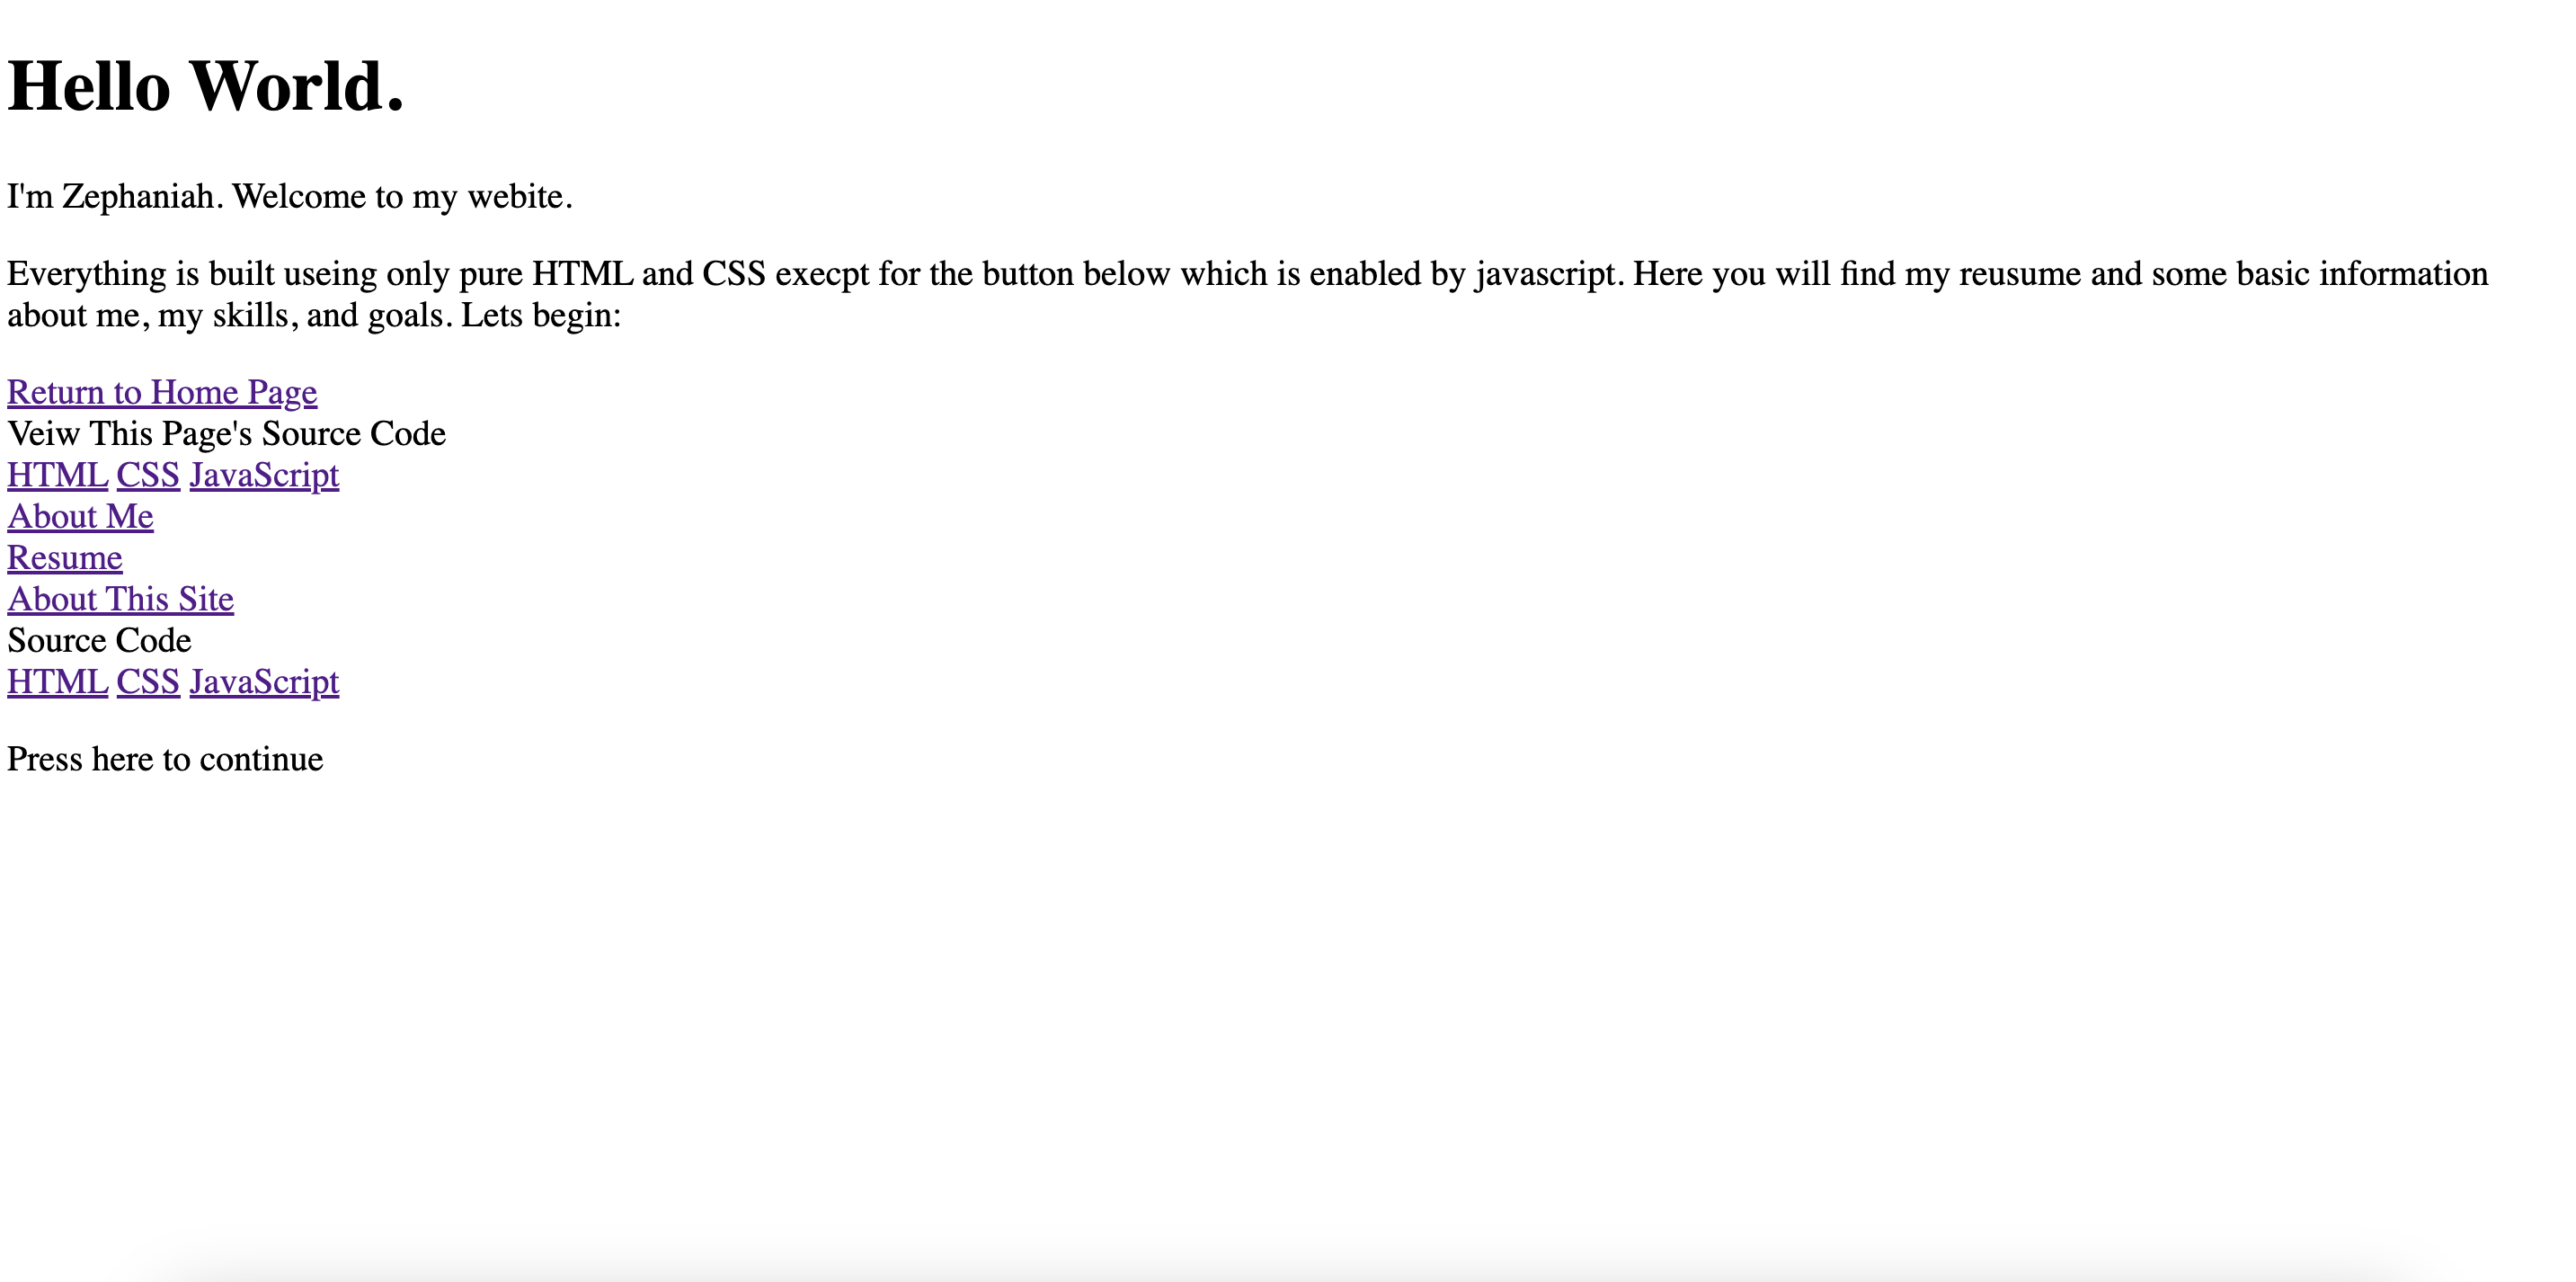 Hello World.
I'm Zephaniah. Welcome to my webite.
Everything is built useing only pure HTML and CSS execpt for the button below which is enabled by javascript. Here you will find my reusume and some basic information
about me, my skills, and goals. Lets begin:
Return to Home Page
Veiw This Page's Source Code
HTML CSS JavaScript
About Me
Resume
About This Site
Source Code
HTML CSS JavaScript
Press here to continue